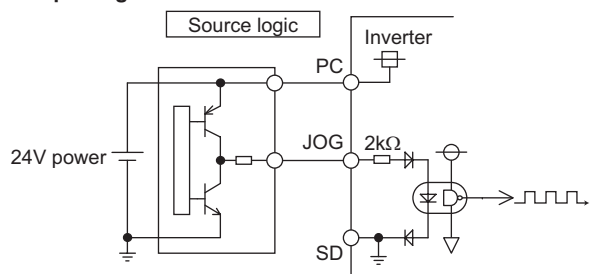 Source logic
Inverter
PC
24V power
JOG
2kΩ
SD